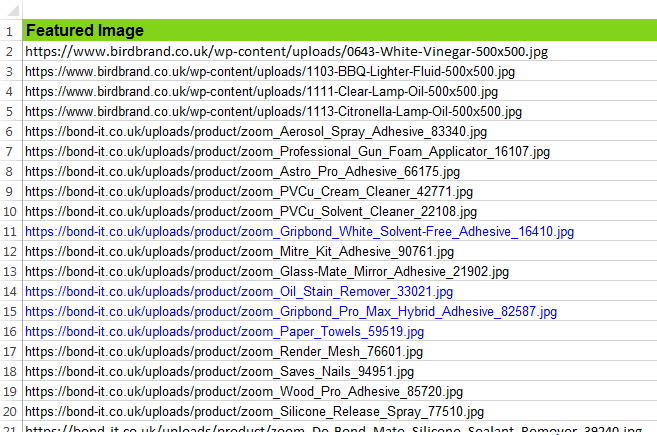 1 Featured Image
2 https://www.birdbrand.co.uk/wp-content/uploads/0643-White-Vinegar-500x500.jpg
3 https://www.birdbrand.co.uk/wp-content/uploads/1103-BBQ-Lighter-Fluid-500x500.jpg
4 https://www.birdbrand.co.uk/wp-content/uploads/1111-Clear-Lamp-Oil-500x500.jpg
5 https://www.birdbrand.co.uk/wp-content/uploads/1113-Citronella-Lamp-Oil-500x500.jpg
6 https://bond-it.co.uk/uploads/product/zoom_Aerosol_Spray_Adhesive_83340.jpg
7 https://bond-it.co.uk/uploads/product/zoom_Professional_Gun_Foam_Applicator_16107.jpg
8 https://bond-it.co.uk/uploads/product/zoom_Astro_Pro_Adhesive_66175.jpg
9 https://bond-it.co.uk/uploads/product/zoom_PVCu_Cream_Cleaner_42771.jpg
10 https://bond-it.co.uk/uploads/product/zoom_PVCu_Solvent_Cleaner_22108.jpg
11 https://bond-it.co.uk/uploads/product/zoom_Gripbond_White_Solvent-Free_Adhesive_16410.jpg
12 https://bond-it.co.uk/uploads/product/zoom_Mitre_Kit_Adhesive_90761.jpg
13 https://bond-it.co.uk/uploads/product/zoom_Glass-Mate_Mirror_Adhesive_21902.jpg
14 https://bond-it.co.uk/uploads/product/zoom_Oil_Stain_Remover_33021.jpg
15 https://bond-it.co.uk/uploads/product/zoom_Gripbond_Pro_Max_Hybrid_Adhesive_82587.jpg
16 https://bond-it.co.uk/uploads/product/zoom_Paper_Towels_59519.jpg
17 https://bond-it.co.uk/uploads/product/zoom_Render_Mesh_76601.jpg
18 https://bond-it.co.uk/uploads/product/zoom_Saves_Nails_94951.jpg
19 https://bond-it.co.uk/uploads/product/zoom_Wood_Pro_Adhesive_85720.jpg
20 https://bond-it.co.uk/uploads/product/zoom_Silicone_Release_Spray_77510.jpg
21 https://bond-it.co.uk/uploads/product/zoom_De-Bond_Mate_Silicone_Sealant_Remover_39240.jpg